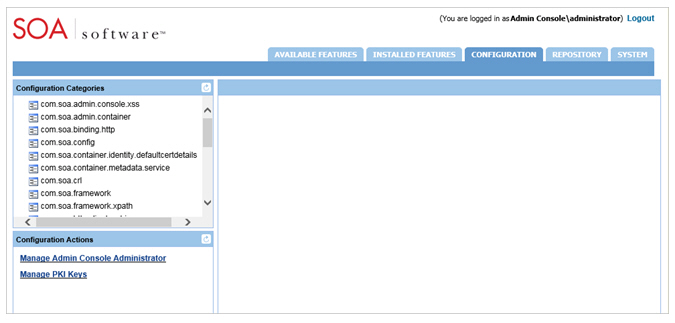 (You are logged in as Admin Console\administrator) Logout
SOA software™
AVAILABLE FEATURES INSTALLED FEATURES CONFIGURATION REPOSITORY SYSTEM
Configuration Categories
com.soa.admin.console.xss
com.soa.admin.container
com.soa.binding.http
com.soa.config
com.soa.container.identity.defaultcertdetails
com.soa.container.metadata.service
com.soa.crl
com.soa.framework
com.soa.framework.xpath
Configuration Actions
Manage Admin Console Administrator
Manage PKI Keys